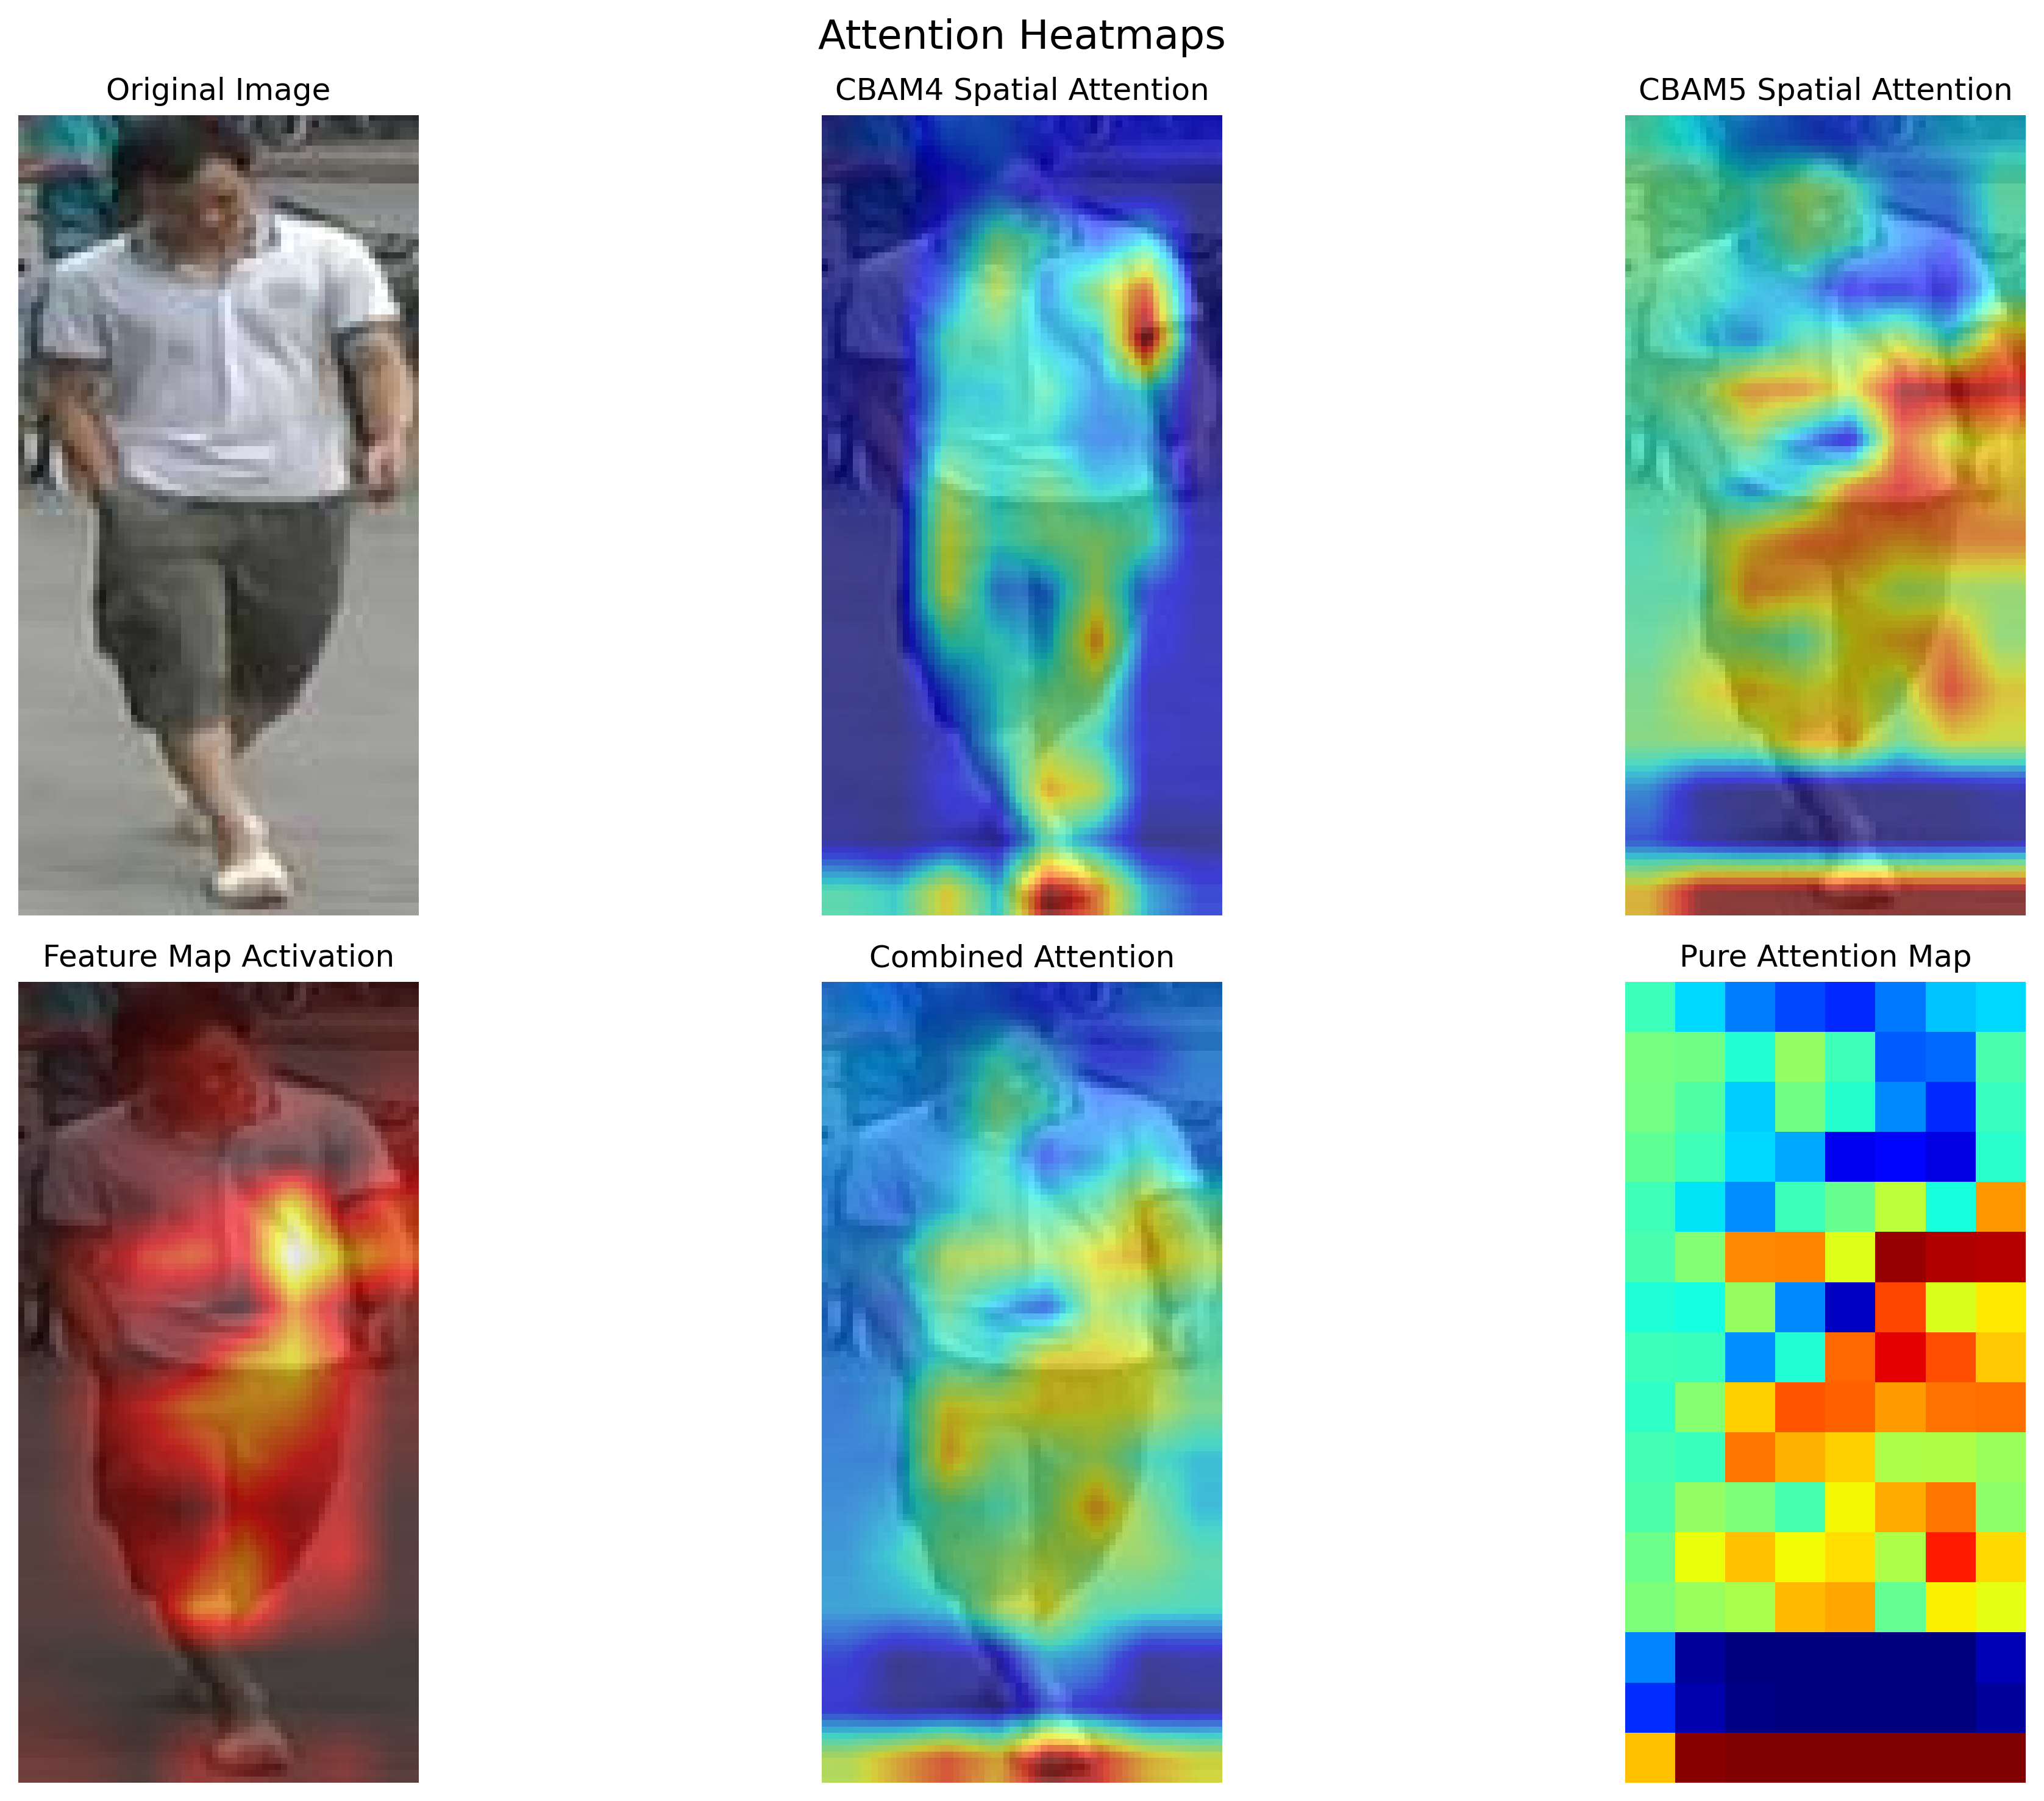 Attention Heatmaps
Original Image
CBAM4 Spatial Attention
CBAM5 Spatial Attention
Feature Map Activation
Combined Attention
Pure Attention Map